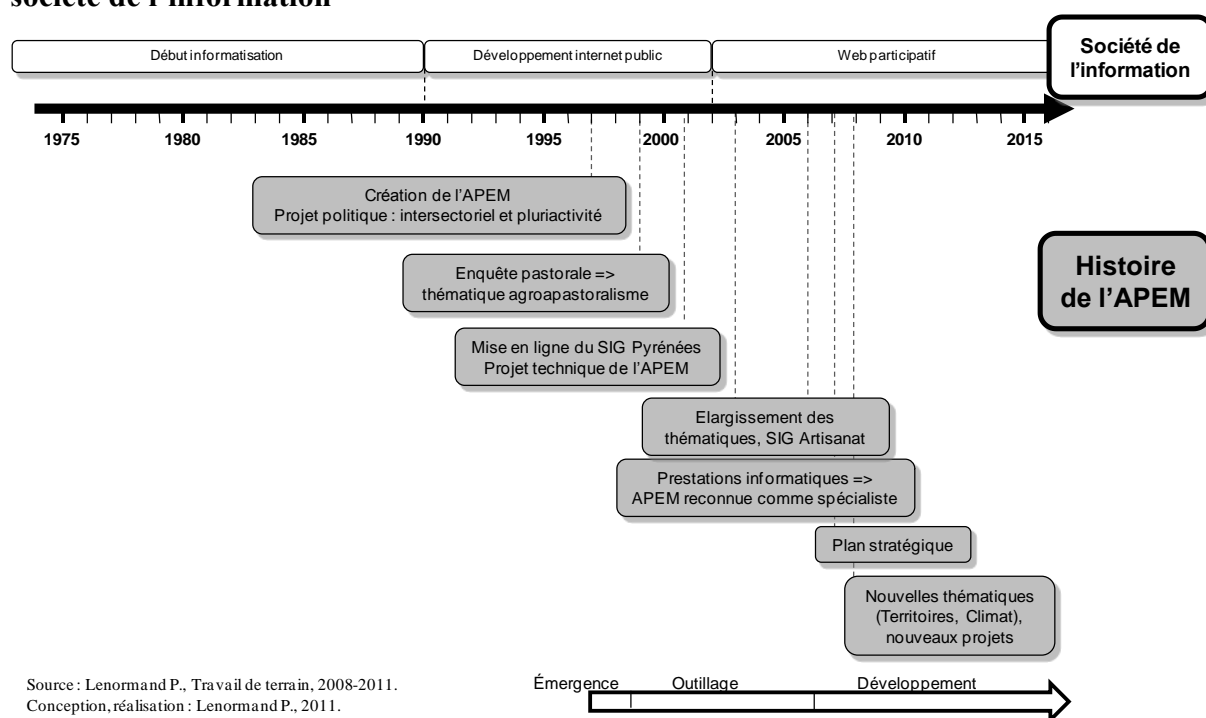 société de l'information
Début informatisation
Développement internet public
Web participatif
Société de
l'information
1975
1980
1985
1990
1995
2000
2005
2010
2015
Création de l'APEM
Projet politique : intersectoriel et pluriactivité
Histoire
de l'APEM
Enquête pastorale =>
thématique agroapastoralisme
Mise en ligne du SIG Pyrénées
Projet technique de l'APEM
Elargissement des
thématiques, SIG Artisanat
Prestations informatiques =>
APEM reconnue comme spécialiste
Plan stratégique
Nouvelles thématiques
(Territoires, Climat),
nouveaux projets
Source : Lenormand P., Travail de terrain, 2008-2011.
Conception, réalisation : Lenormand P., 2011.
Émergence
Outillage
Développement